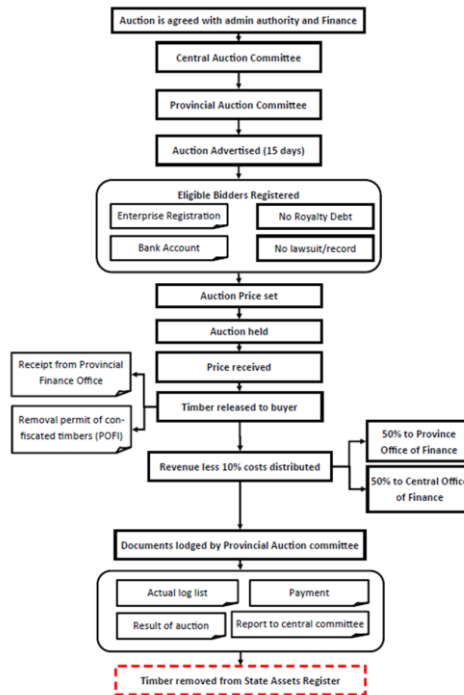 Auction is agreed with admin authority and Finance
Central Auction Committee
Provincial Auction Committee
Auction Advertised (15 days)
Eligible Bidders Registered
Enterprise Registration
No Royalty Debt
Bank Account
No lawsuit/record
Auction Price set
Auction held
Price received
Receipt from Provincial
Finance Office
Timber released to buyer
Removal permit of con-
fiscated timbers (POFI)
Revenue less 10% costs distributed
50% to Province
Office of Finance
50% to Central Office
of Finance
Documents lodged by Provincial Auction committee
Actual log list
Payment
Result of auction
Report to central committee
Timber removed from State Assets Register